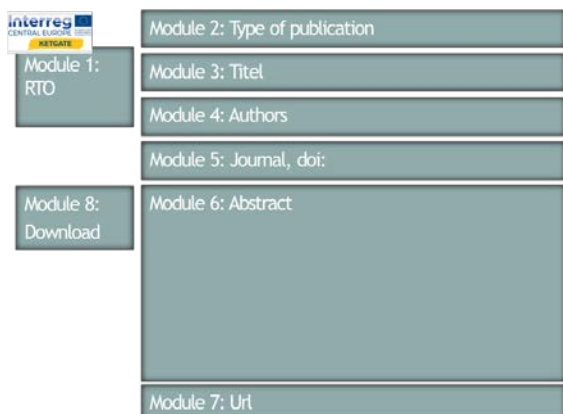 Interreg
CENTRAL EUROPE
KETGATE
Module 1:
RTO
Module 2: Type of publication
Module 3: Titel
Module 4: Authors
Module 5: Journal, doi:
Module 8:
Download
Module 6: Abstract
Module 7: Url